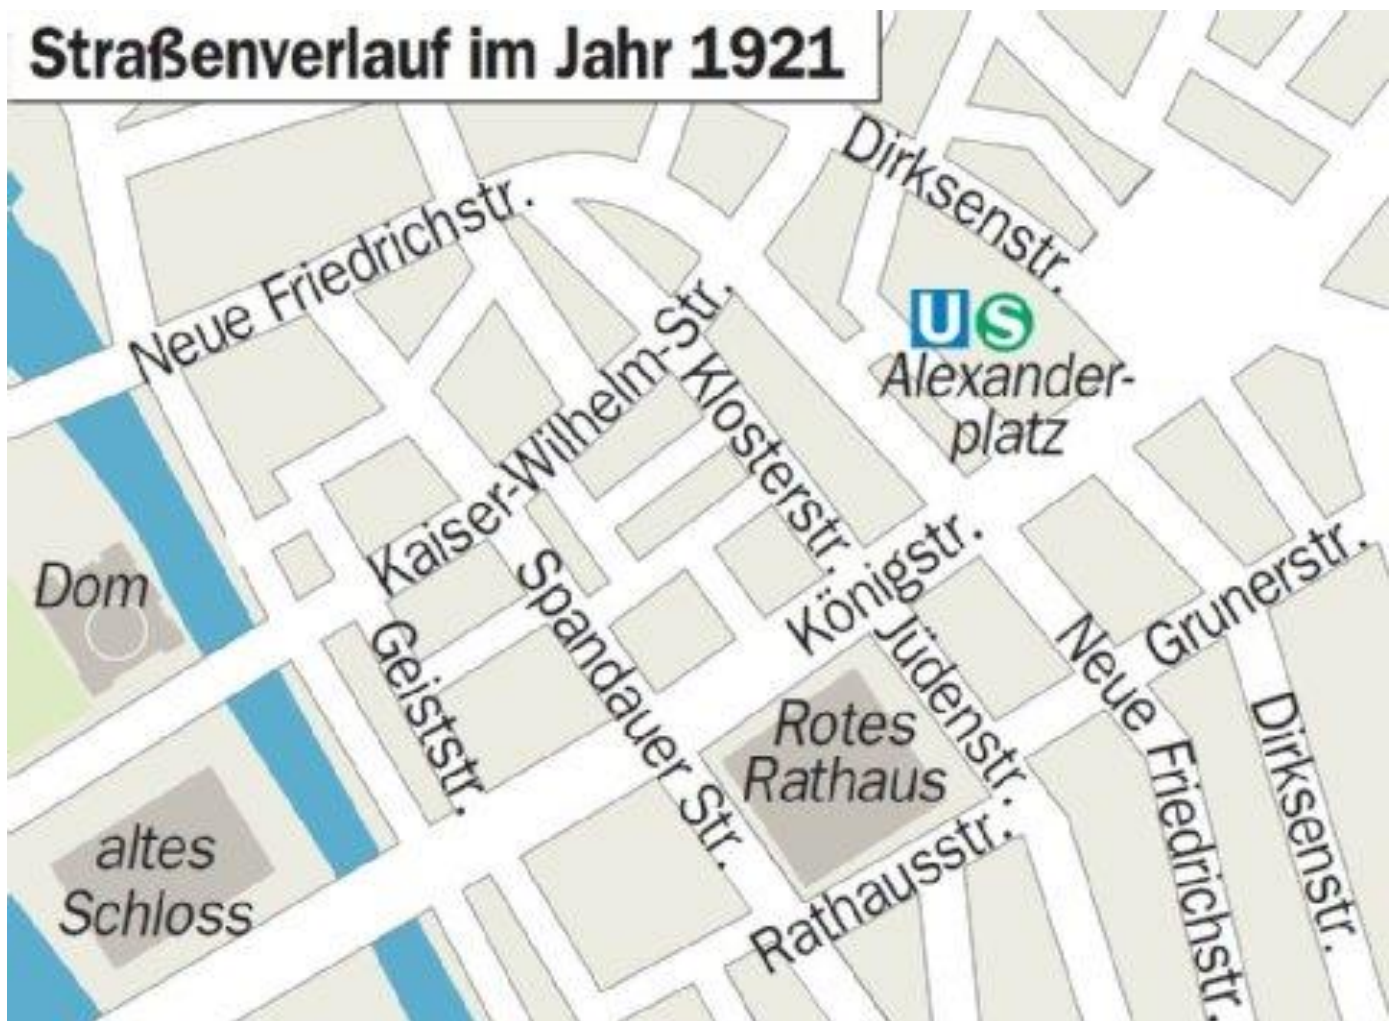 Straßenverlauf im Jahr 1921
Dirksenstr.
Neue Friedrichstr.
U S
Alexander-
platz
Kaiser-Wilhelm-Str.
Klosterstr.
Königstr.
Grunerstr.
Dom
Geiststr.
Spandauer Str.
Jüdenstr.
Neue Friedrichstr.
Dirksenstr.
Rotes
Rathaus
altes
Schloss
Rathausstr.